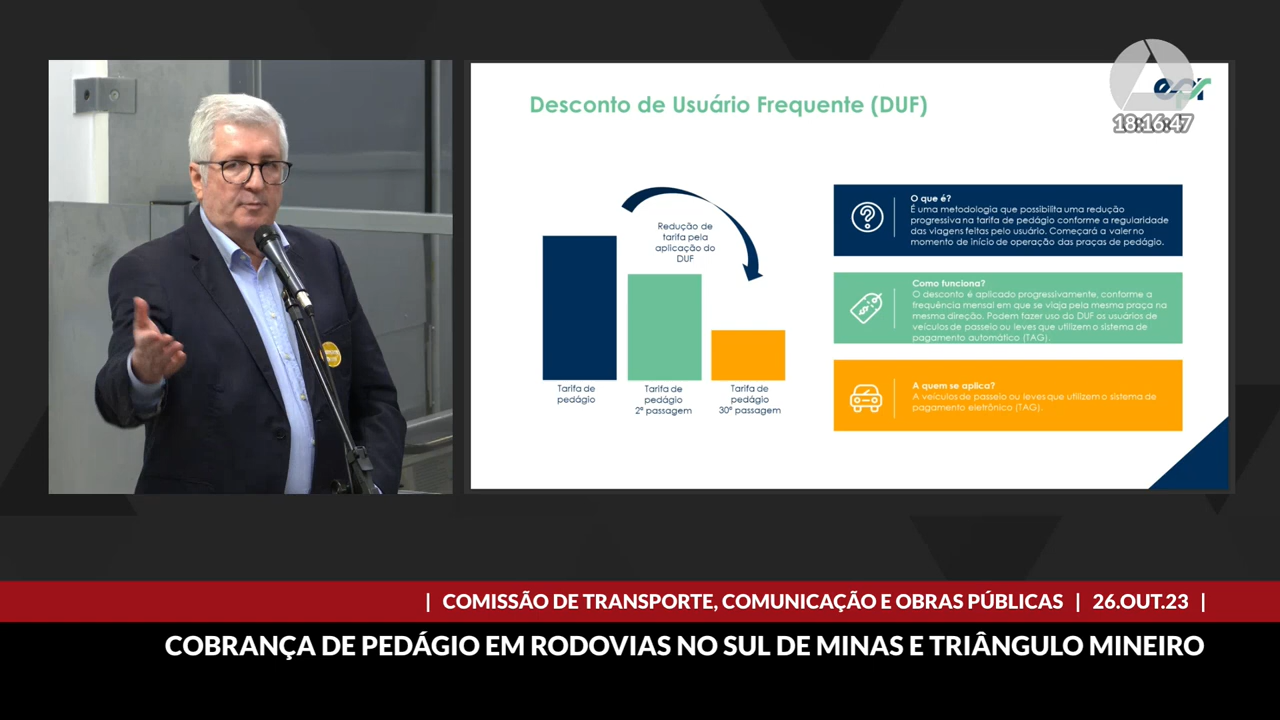 Desconto de Usuário Frequente (DUF)
epr
18:16:47
Redução de
tarifa pela
aplicação do
DUF
Tarifa de
pedágio
Tarifa de
pedágio
2ª passagem
Tarifa de
pedágio
30ª passagem
O que é?
É uma metodologia que possibilita uma redução
progressiva na tarifa de pedágio conforme a regularidade
das viagens feitas pelo usuário. Começará a valer no
momento de início de operação das praças de pedágio.
Como funciona?
O desconto é aplicado progressivamente, conforme a
frequência mensal em que se viaja pela mesma praça na
mesma direção. Podem fazer uso do DUF os usuários de
veículos de passeio ou leves que utilizem o sistema de
pagamento automático (TAG).
A quem se aplica?
A veículos de passeio ou leves que utilizem o sistema de
pagamento eletrônico (TAG).
| COMISSÃO DE TRANSPORTE, COMUNICAÇÃO E OBRAS PÚBLICAS | 26.OUT.23 |
COBRANÇA DE PEDÁGIO EM RODOVIAS NO SUL DE MINAS E TRIÂNGULO MINEIRO